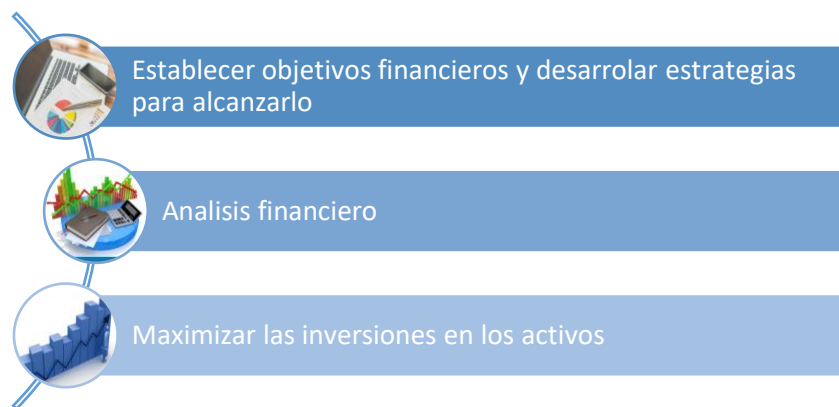 Establecer objetivos financieros y desarrolar estrategias
para alcanzarlo
Analisis financiero
Maximizar las inversiones en los activos